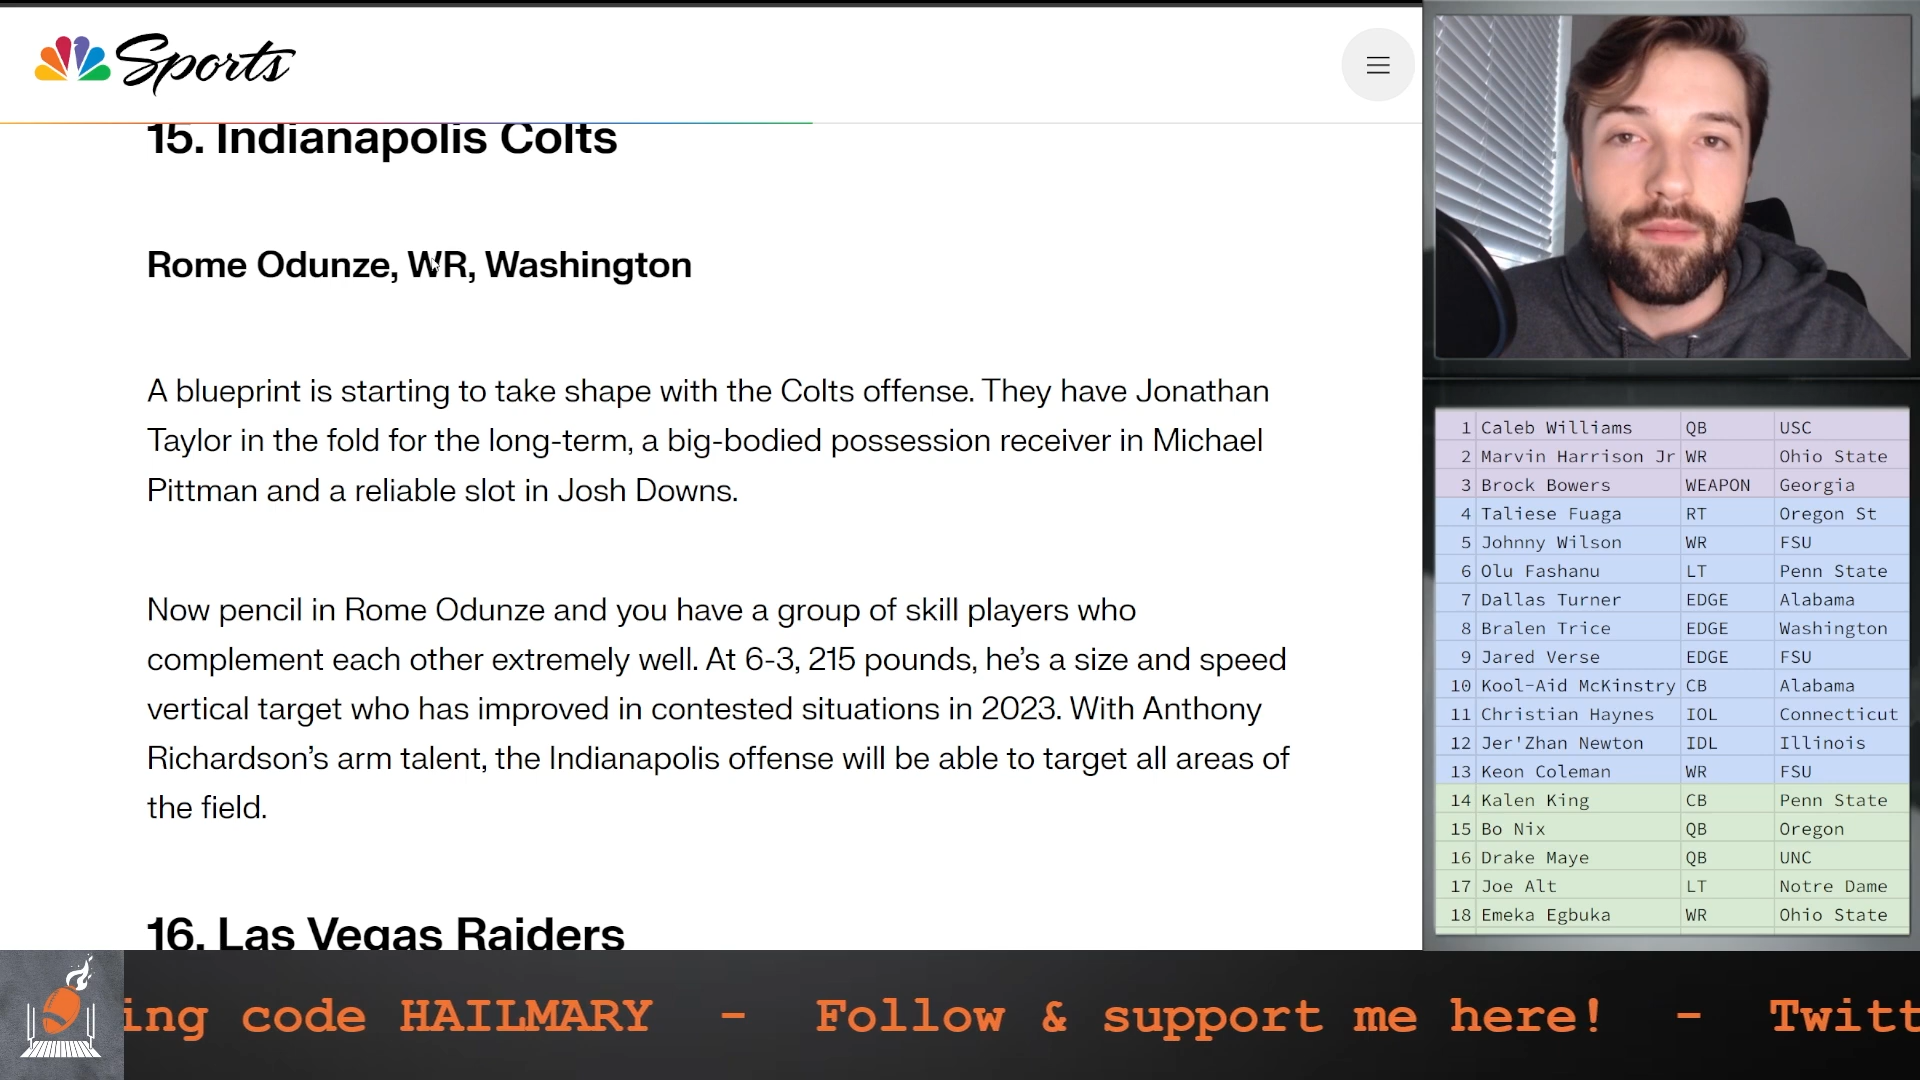 Sports
15. Indianapolis Colts
Rome Odunze, WR, Washington
A blueprint is starting to take shape with the Colts offense. They have Jonathan
Taylor in the fold for the long-term, a big-bodied possession receiver in Michael
Pittman and a reliable slot in Josh Downs.
Now pencil in Rome Odunze and you have a group of skill players who
complement each other extremely well. At 6-3, 215 pounds, he’s a size and speed
vertical target who has improved in contested situations in 2023. With Anthony
Richardson’s arm talent, the Indianapolis offense will be able to target all areas of
the field.
16. Las Vegas Raiders
1 Caleb Williams QB USC
2 Marvin Harrison Jr WR Ohio State
3 Brock Bowers WEAPON Georgia
4 Taliese Fuaga RT Oregon St
5 Johnny Wilson WR FSU
6 Olu Fashanu LT Penn State
7 Dallas Turner EDGE Alabama
8 Bralen Trice EDGE Washington
9 Jared Verse EDGE FSU
10 Kool-Aid McKinstry CB Alabama
11 Christian Haynes IOL Connecticut
12 Jer'Zhan Newton IDL Illinois
13 Keon Coleman WR FSU
14 Kalen King CB Penn State
15 Bo Nix QB Oregon
16 Drake Maye QB UNC
17 Joe Alt LT Notre Dame
18 Emeka Egbuka WR Ohio State
ing code HAILMARY - Follow & support me here! - Twitt